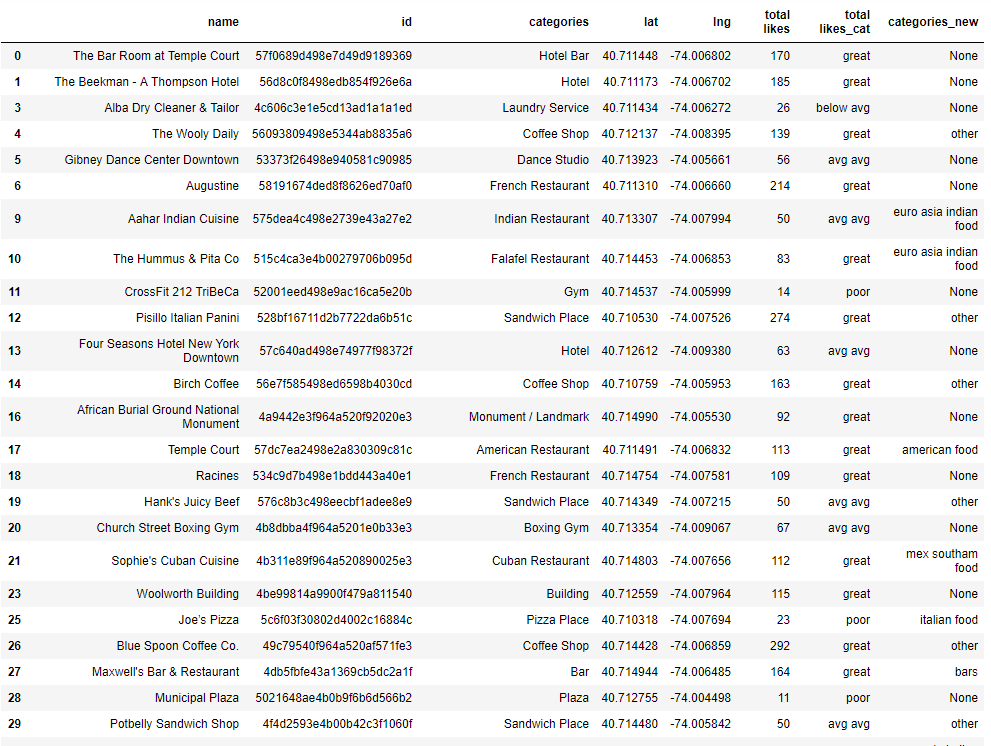 name id categories lat lng total likes total likes_cat categories_new
0 The Bar Room at Temple Court 57f0689d498e7d49d9189369 Hotel Bar 40.711448 -74.006802 170 great None
1 The Beekman - A Thompson Hotel 56d8c0f8498edb854f926e6a Hotel 40.711173 -74.006702 185 great None
3 Alba Dry Cleaner & Tailor 4c606c3e1e5cd13ad1a1a1ed Laundry Service 40.711434 -74.006272 26 below avg None
4 The Wooly Daily 56093809498e5344ab8835a6 Coffee Shop 40.712137 -74.008395 139 great other
5 Gibney Dance Center Downtown 53373f26498e940581c90985 Dance Studio 40.713923 -74.005661 56 avg avg None
6 Augustine 58191674ded8f8626ed70af0 French Restaurant 40.711310 -74.006660 214 great None
9 Aahar Indian Cuisine 575dea4c498e2739e43a27e2 Indian Restaurant 40.713307 -74.007994 50 avg avg euro asia indian food
10 The Hummus & Pita Co 515c4ca3e4b00279706b095d Falafel Restaurant 40.714453 -74.006853 83 great euro asia indian food
11 CrossFit 212 TriBeCa 52001eed498e9ac16ca5e20b Gym 40.714537 -74.005999 14 poor None
12 Pisillo Italian Panini 528bf16711d2b7722da6b51c Sandwich Place 40.710530 -74.007526 274 great other
13 Four Seasons Hotel New York Downtown 57c640ad498e74977f98372f Hotel 40.712612 -74.009380 63 avg avg None
14 Birch Coffee 56e7f585498ed6598b4030cd Coffee Shop 40.710759 -74.005953 163 great other
16 African Burial Ground National Monument 4a9442e3f964a520f92020e3 Monument / Landmark 40.714990 -74.005530 92 great None
17 Temple Court 57dc7ea2498e2a830309c81c American Restaurant 40.711491 -74.006832 113 great american food
18 Racines 534c9d7b498e1bdd443a40e1 French Restaurant 40.714754 -74.007581 109 great None
19 Hank's Juicy Beef 576c8b3c498eecbf1adee8e9 Sandwich Place 40.714349 -74.007215 50 avg avg other
20 Church Street Boxing Gym 4b8dbba4f964a5201e0b33e3 Boxing Gym 40.713354 -74.009067 67 avg avg None
21 Sophie's Cuban Cuisine 4b311e89f964a520890025e3 Cuban Restaurant 40.714803 -74.007656 112 great mex southam food
23 Woolworth Building 4be99814a9900f479a811540 Building 40.712559 -74.007964 115 great None
25 Joe's Pizza 5c6f03f30802d4002c16884c Pizza Place 40.710318 -74.007694 23 poor italian food
26 Blue Spoon Coffee Co. 49c79540f964a520af571fe3 Coffee Shop 40.714428 -74.006859 292 great other
27 Maxwell's Bar & Restaurant 4db5fbfe43a1369cb5dc2a1f Bar 40.714944 -74.006485 164 great bars
28 Municipal Plaza 5021648ae4b0b9f6b6d566b2 Plaza 40.712755 -74.004498 11 poor None
29 Potbelly Sandwich Shop 4f4d2593e4b00b42c3f1060f Sandwich Place 40.714480 -74.005842 50 avg avg other